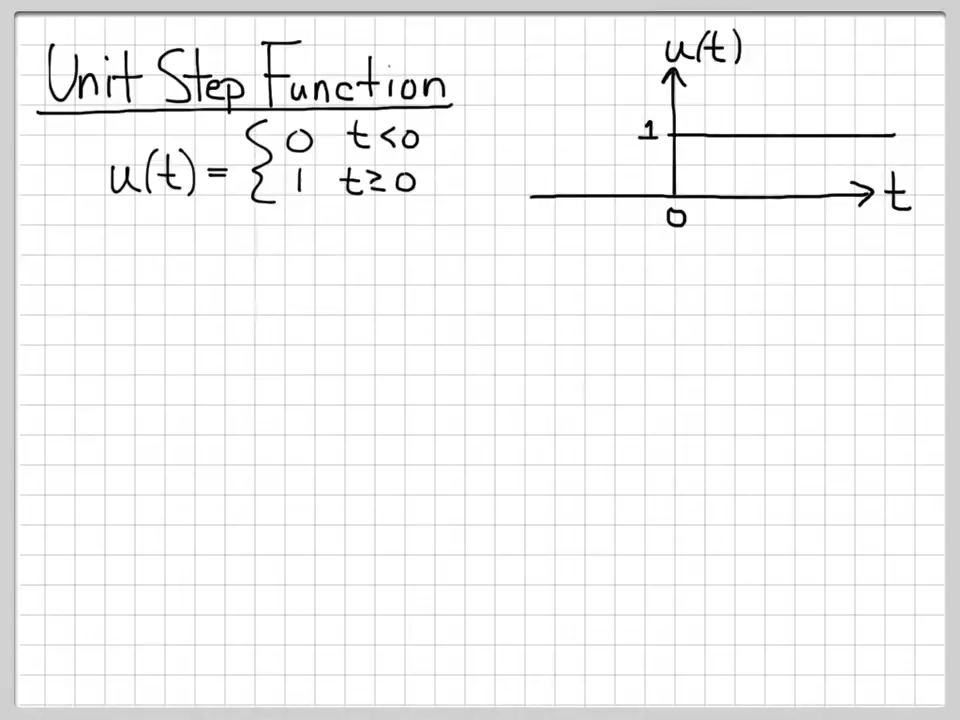 Unit Step Function
u(t) = { 0 t < 0
1 t ≥ 0
u(t)
1
t
0